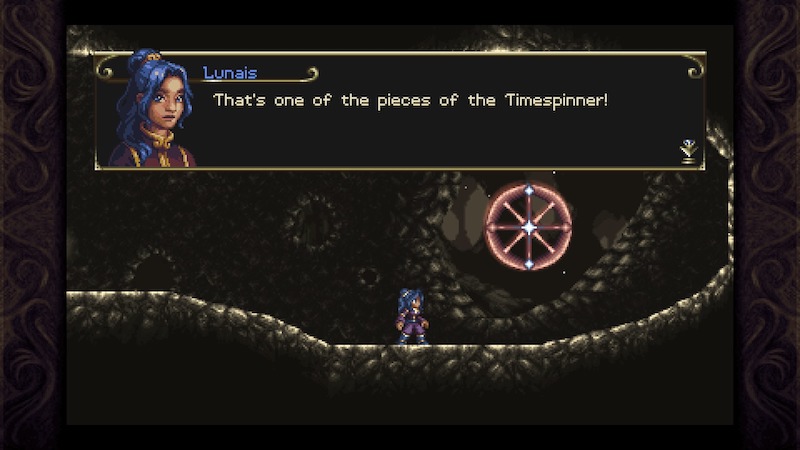 Lunais
That's one of the pieces of the Timespinner!